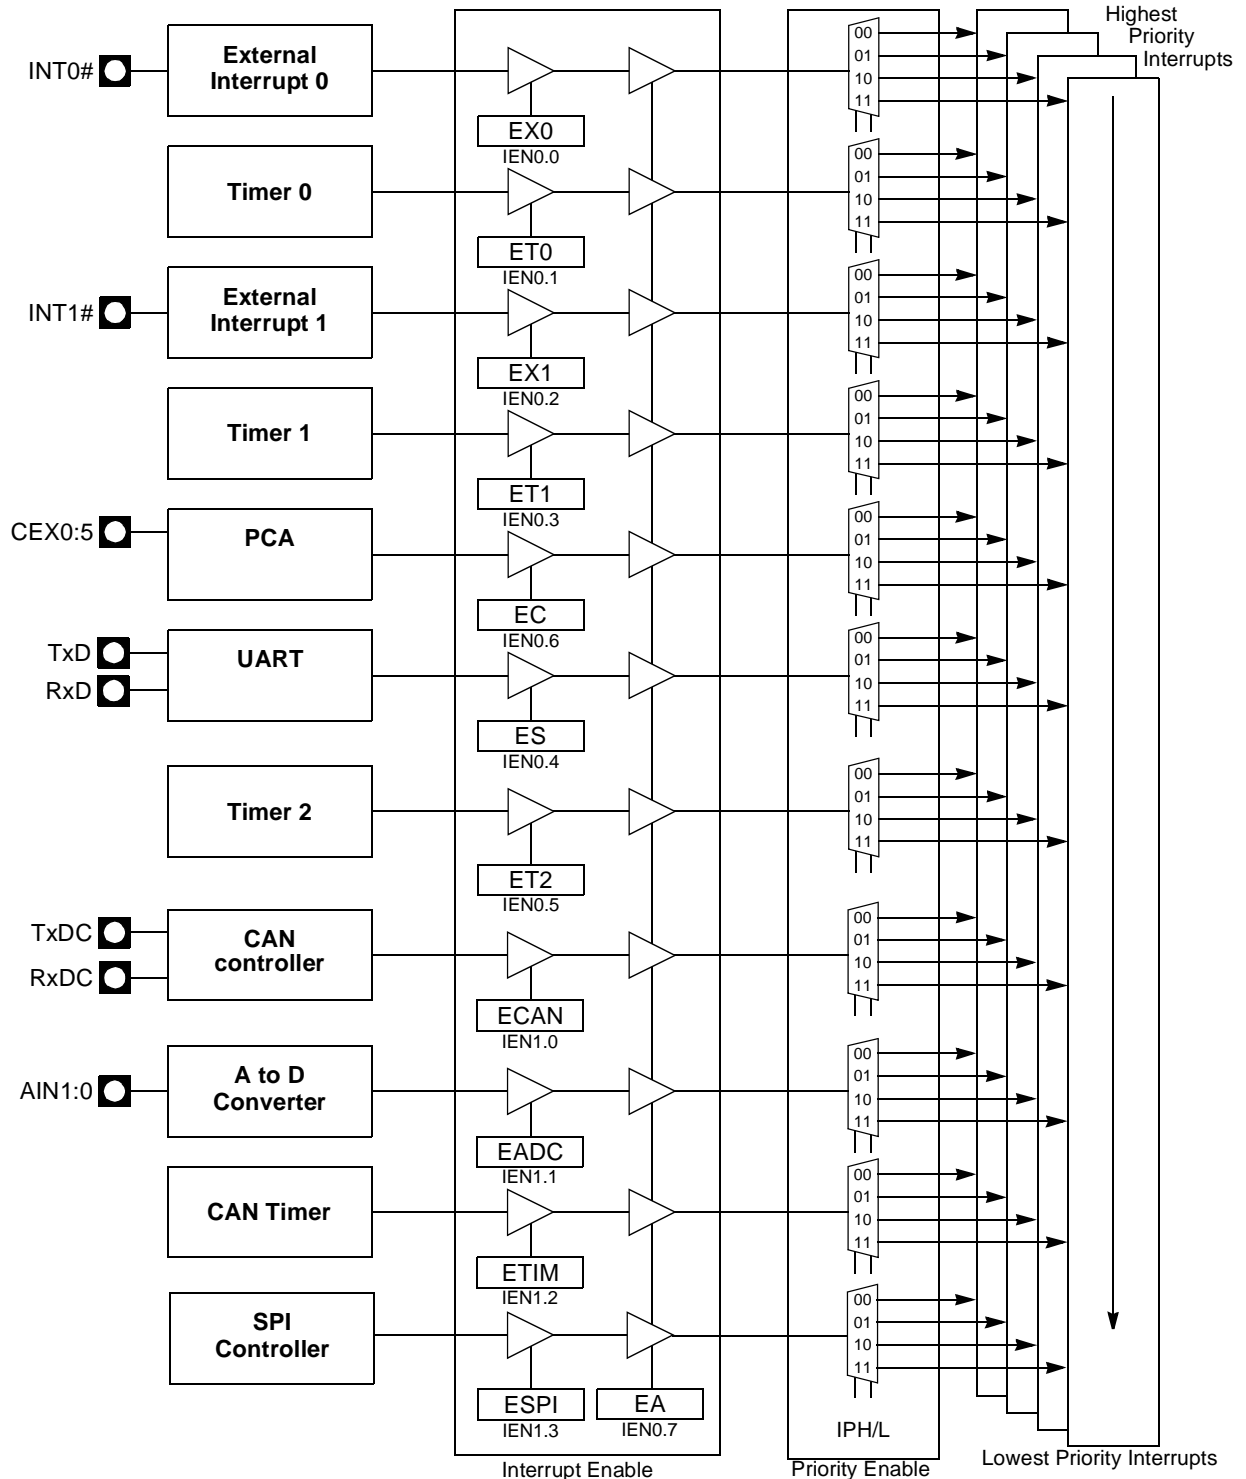 Highest
Priority
Interrupts
INT0#
External
Interrupt 0
EX0
IEN0.0
00
01
10
11
Timer 0
ET0
IEN0.1
00
01
10
11
INT1#
External
Interrupt 1
EX1
IEN0.2
00
01
10
11
Timer 1
ET1
IEN0.3
00
01
10
11
CEX0:5
PCA
EC
IEN0.6
00
01
10
11
TxD
RxD
UART
ES
IEN0.4
00
01
10
11
Timer 2
ET2
IEN0.5
00
01
10
11
TxDC
RxDC
CAN
controller
ECAN
IEN1.0
00
01
10
11
AIN1:0
A to D
Converter
EADC
IEN1.1
00
01
10
11
CAN Timer
ETIM
IEN1.2
00
01
10
11
SPI
Controller
ESPI
IEN1.3
EA
IEN0.7
00
01
10
11
IPH/L
Interrupt Enable
Priority Enable
Lowest Priority Interrupts